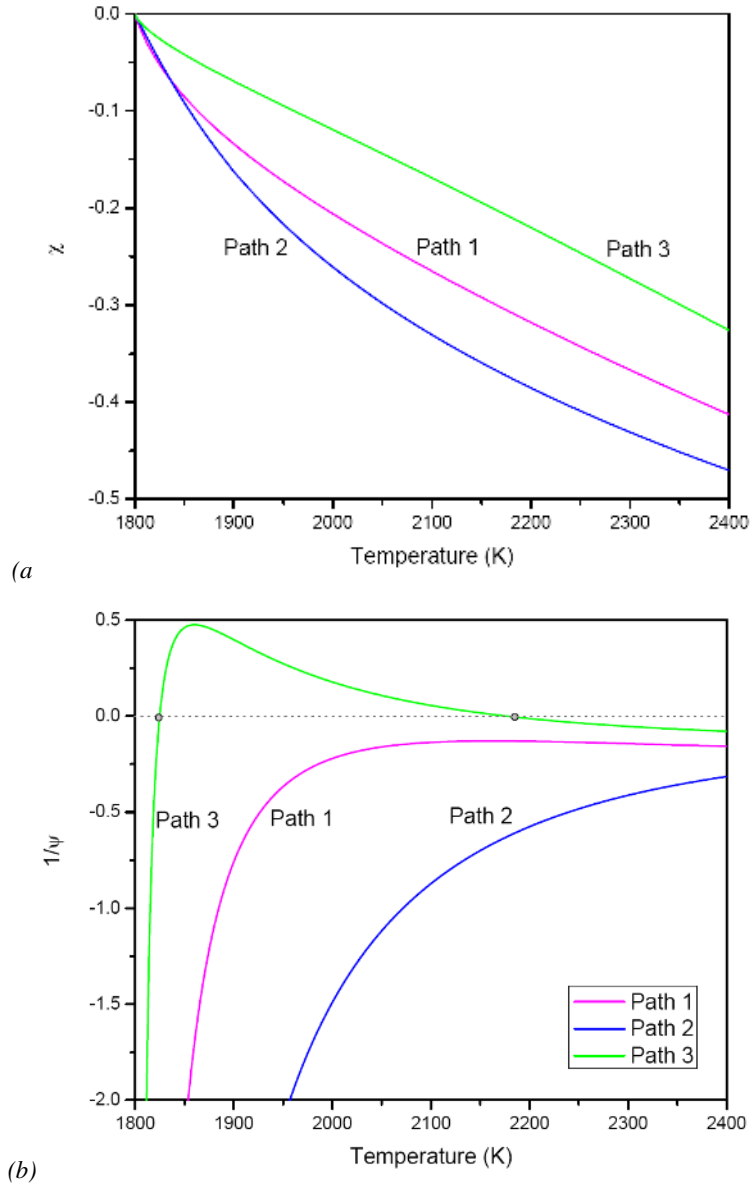 0.0
-0.1
-0.2
-0.3
-0.4
-0.5
χ
Path 2
Path 1
Path 3
1800 1900 2000 2100 2200 2300 2400
Temperature (K)
(a
0.5
0.0
-0.5
-1.0
-1.5
-2.0
1/ψ
Path 3
Path 1
Path 2
Path 1
Path 2
Path 3
1800 1900 2000 2100 2200 2300 2400
Temperature (K)
(b)